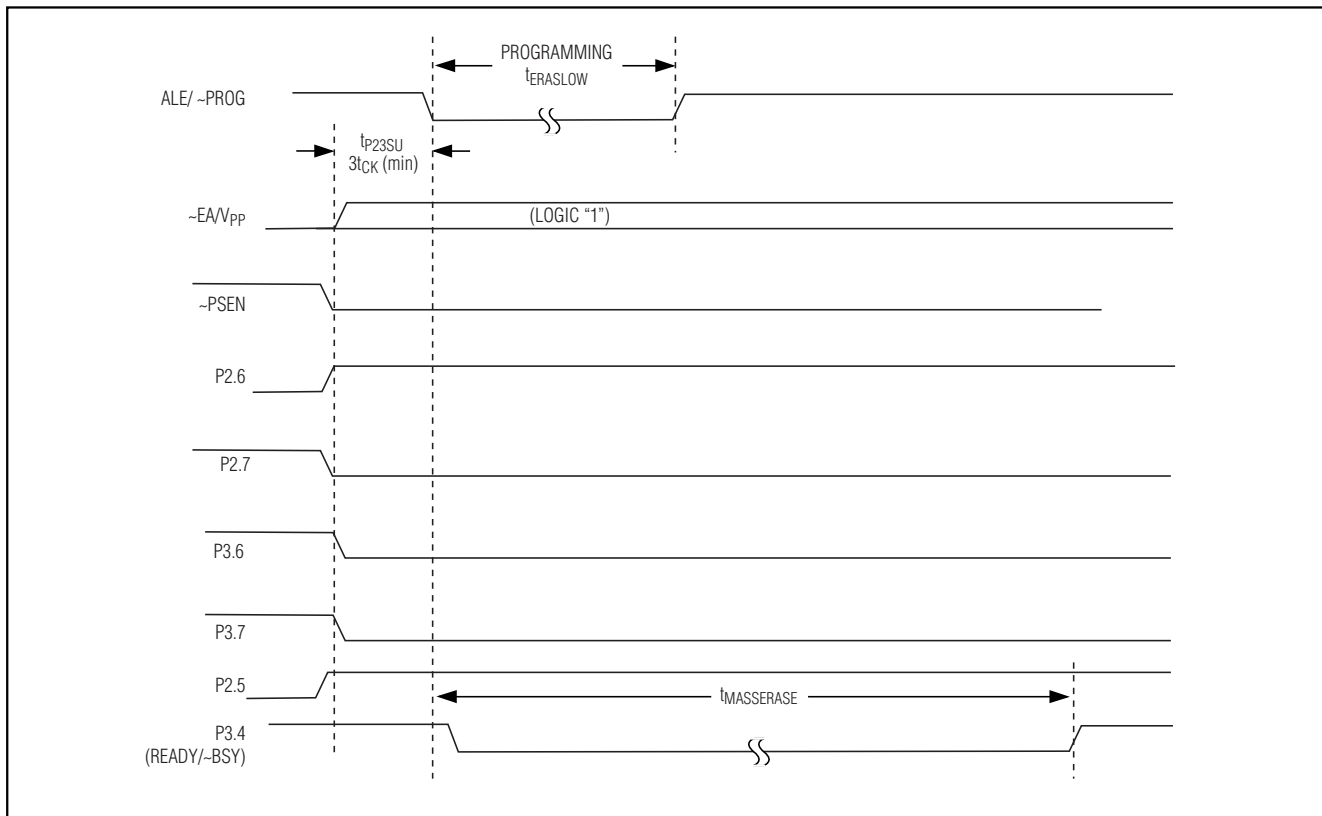 PROGRAMMING
tERASLOW
ALE/ ~PROG
tP23SU
3tCK (min)
~EA/VPP
(LOGIC “1”)
~PSEN
P2.6
P2.7
P3.6
P3.7
P2.5
tMASSERASE
P3.4
(READY/~BSY)